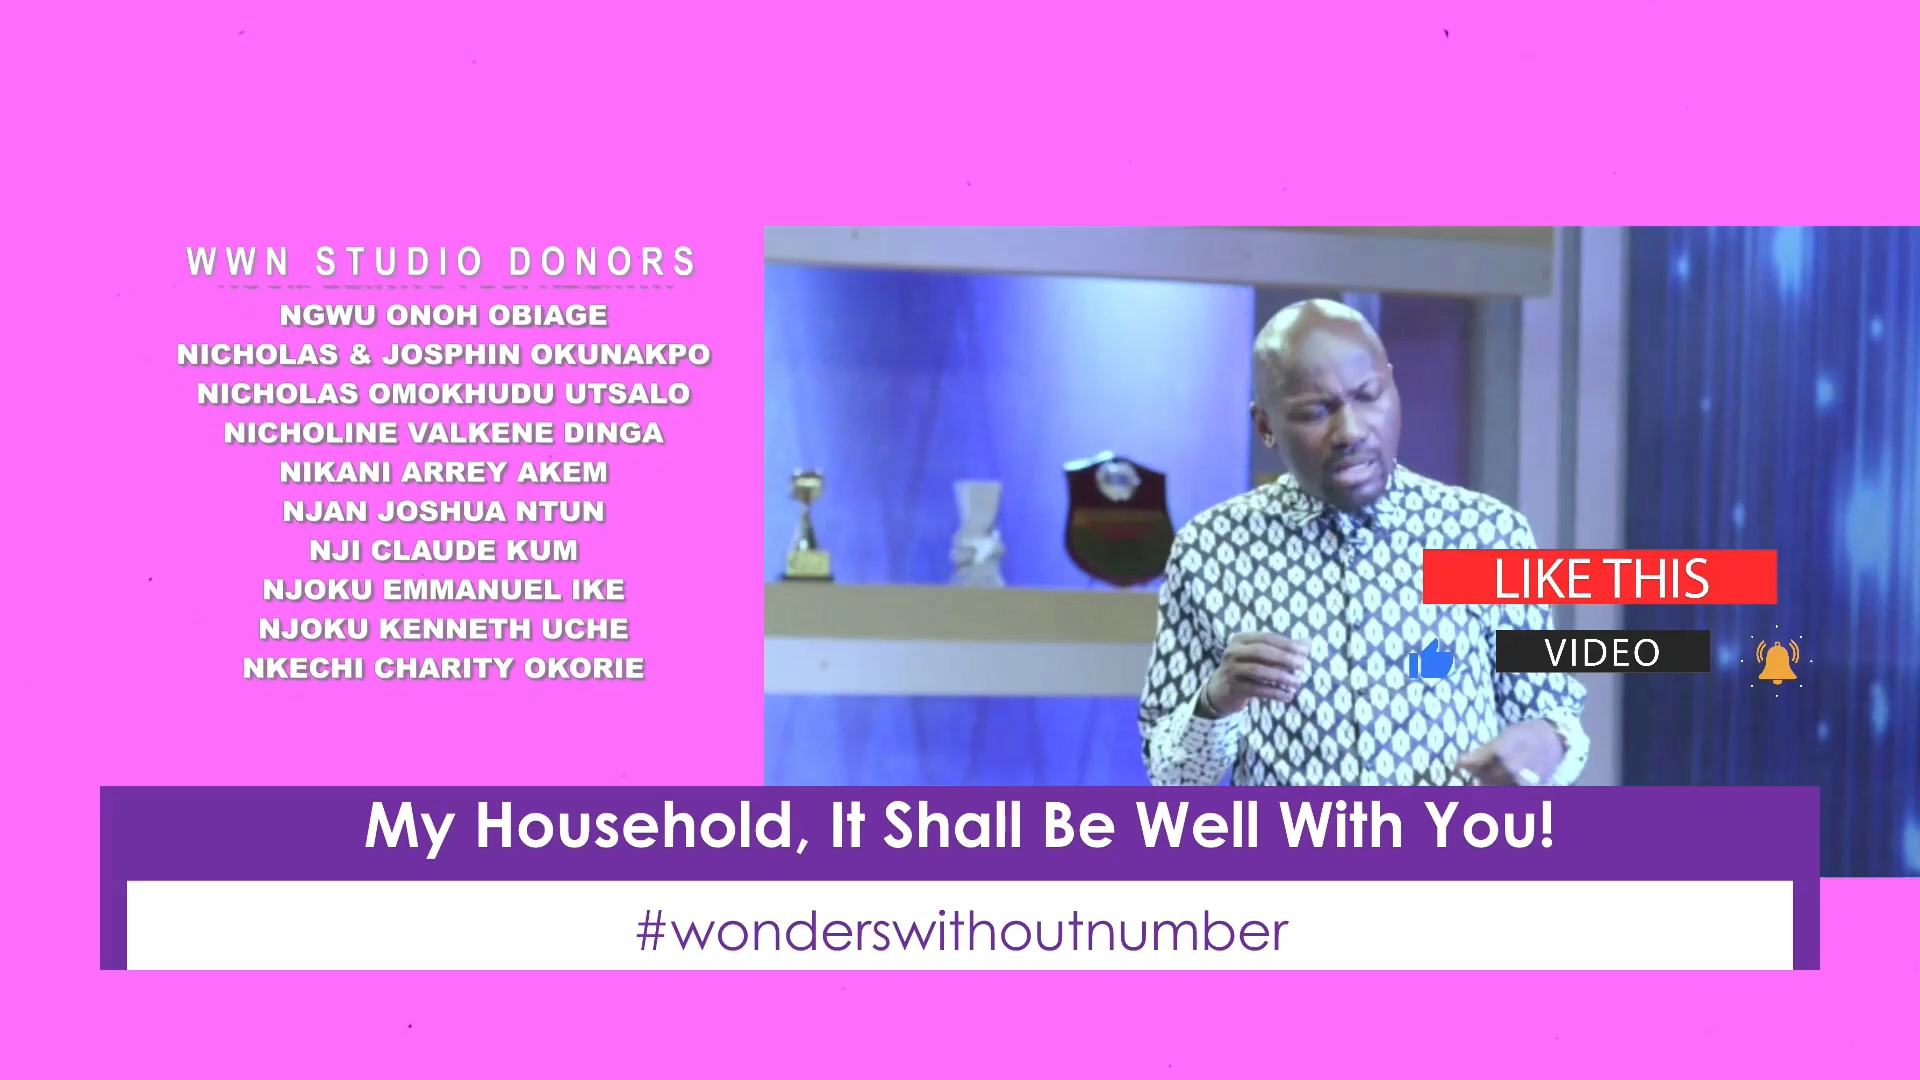 WWN STUDIO DONORS
NGWU ONOH OBIAGE
NICHOLAS & JOSPHIN OKUNAKPO
NICHOLAS OMOKHUDU UTSALO
NICHOLINE VALKENE DINGA
NIKANI ARREY AKEM
NJAN JOSHUA NTUN
NJI CLAUDE KUM
NJOKU EMMANUEL IKE
NJOKU KENNETH UCHE
NKECHI CHARITY OKORIE
LIKE THIS
VIDEO
My Household, It Shall Be Well With You!
#wonderswithoutnumber